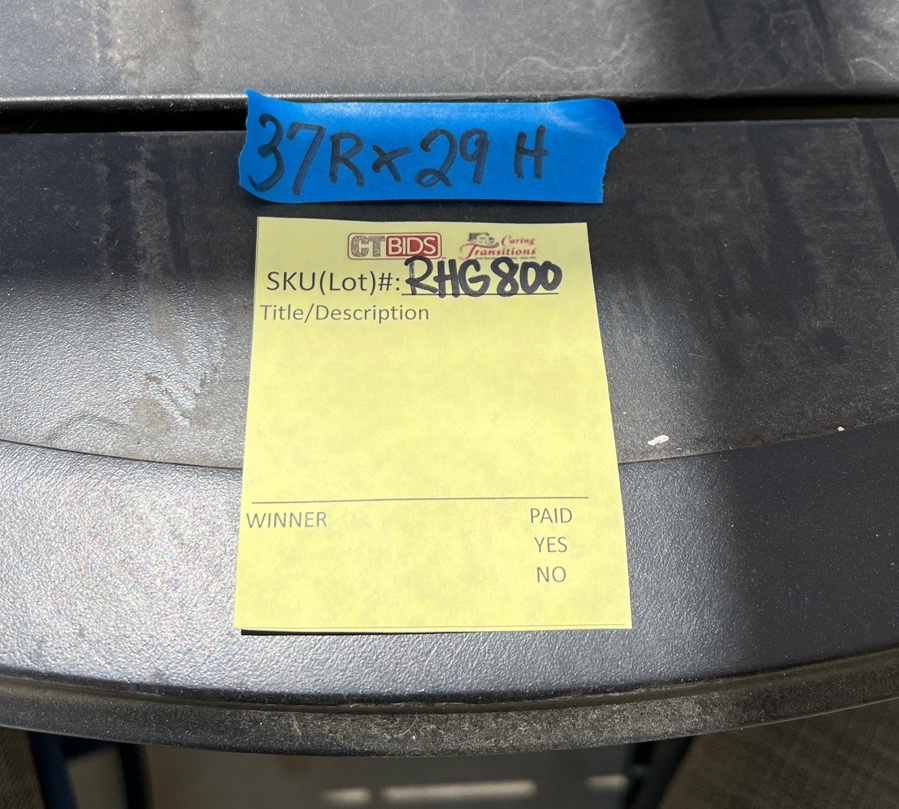 37R x 29 H
CTBIDS Caring Transitions
SKU(Lot)#: RHG800
Title/Description
WINNER PAID
YES
NO